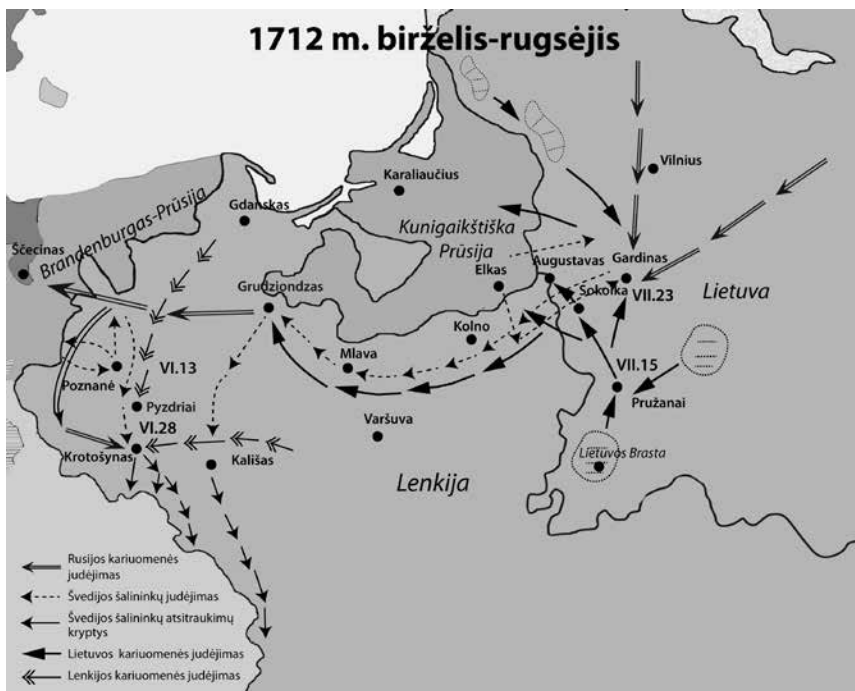 1712 m. birželis-rugsėjis
Vilnius
Karaliaučius
Gdanskas
Brandenburgas-Prūsija
Kunigaikštiška
Prūsija
Ščecinas
Elkas
Augustavas
Gardinas
Grudziondzas
Sokolka
VII.23
Lietuva
Kolno
Mlava
VI.13
VII.15
Poznanė
Pyzdriai
Pružanai
VI.28
Varšuva
Krotošynas
Kališas
Lietuvos Brasta
Lenkija
Rusijos kariuomenės
judėjimas
Švedijos šalininkų judėjimas
Švedijos šalininkų atsitraukimų
kryptys
Lietuvos kariuomenės judėjimas
Lenkijos kariuomenės judėjimas